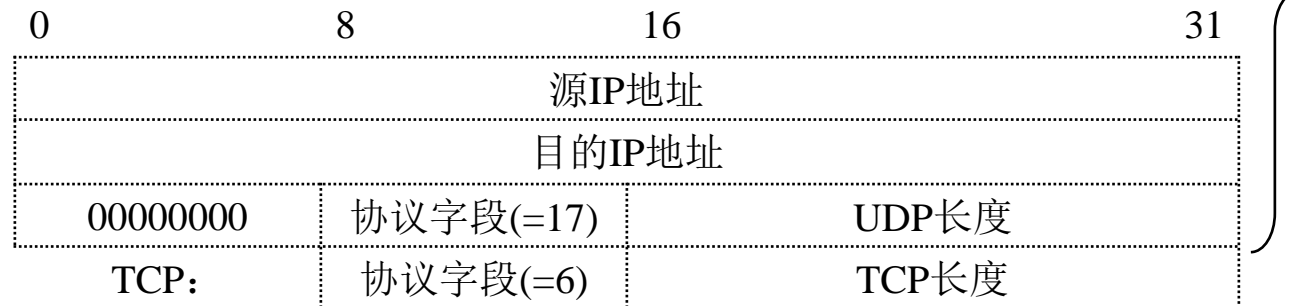 0 8 16 31
源IP地址
目的IP地址
00000000 协议字段(=17) UDP长度
TCP： 协议字段(=6) TCP长度